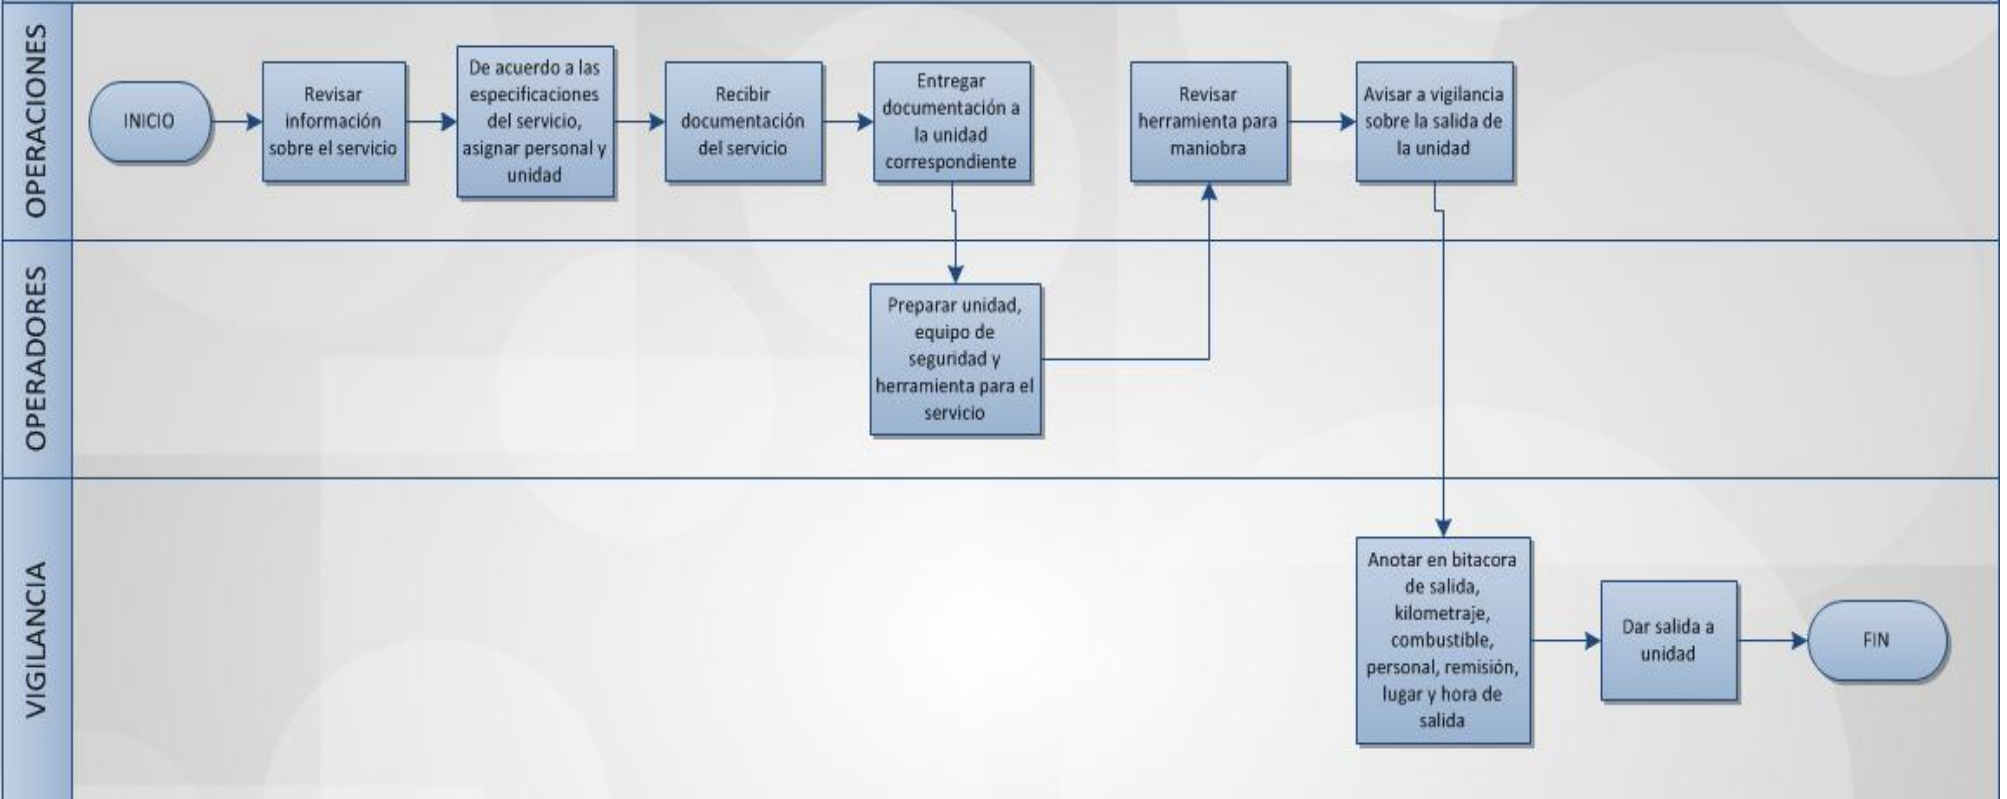 OPERACIONES
INICIO
Revisar
información
sobre el servicio
De acuerdo a las
especificaciones
del servicio,
asignar personal y
unidad
Recibir
documentación
del servicio
Entregar
documentación a
la unidad
correspondiente
Revisar
herramienta para
maniobra
Avisar a vigilancia
sobre la salida de
la unidad
OPERADORES
Preparar unidad,
equipo de
seguridad y
herramienta para el
servicio
VIGILANCIA
Anotar en bitacora
de salida,
kilometraje,
combustible,
personal, remisión,
lugar y hora de
salida
Dar salida a
unidad
FIN